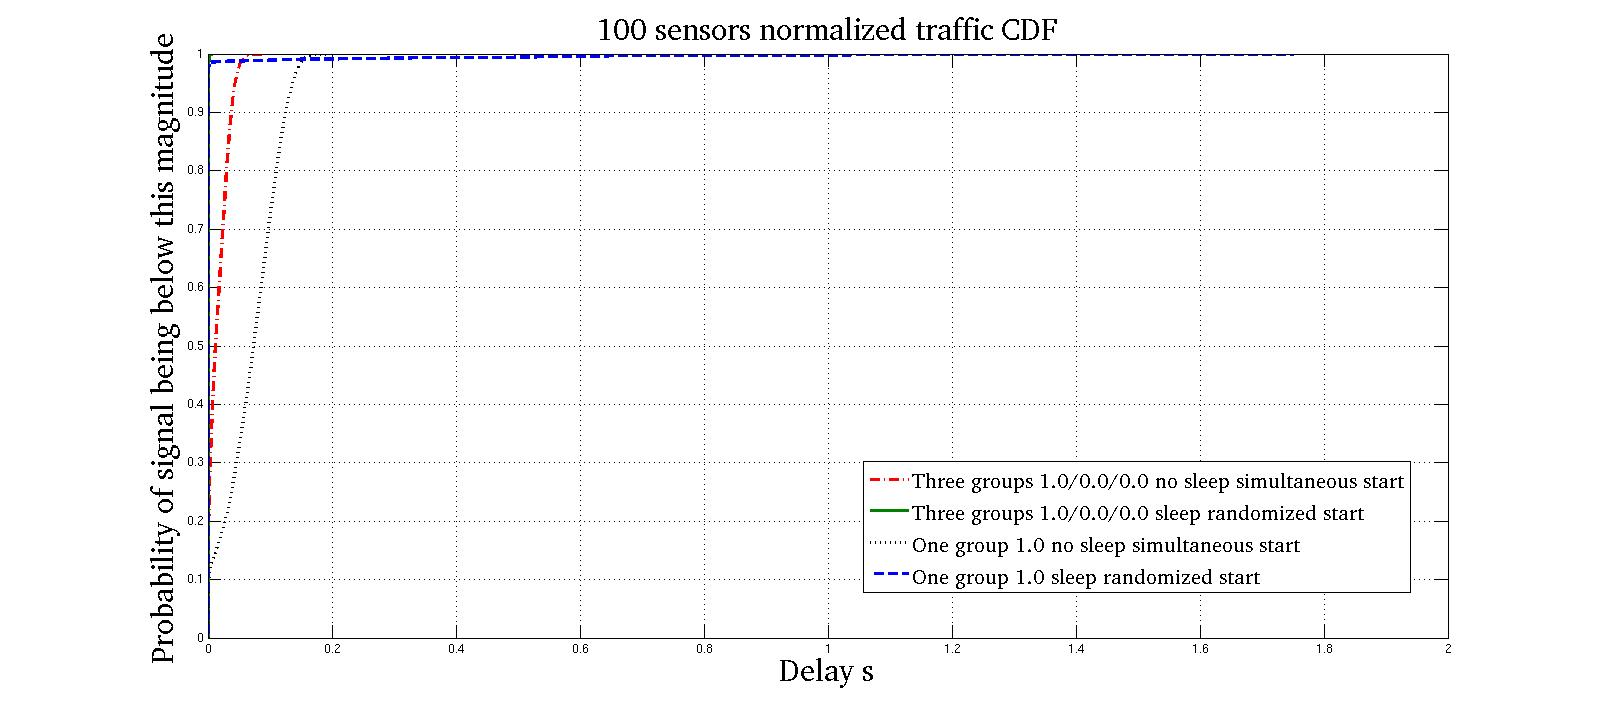 100 sensors normalized traffic CDF
Probability of signal being below this magnitude
1
0.9
0.8
0.7
0.6
0.5
0.4
0.3
0.2
0.1
0
Three groups 1.0/0.0/0.0 no sleep simultaneous start
Three groups 1.0/0.0/0.0 sleep randomized start
One group 1.0 no sleep simultaneous start
One group 1.0 sleep randomized start
0 0.2 0.4 0.6 0.8 1 1.2 1.4 1.6 1.8 2
Delay s